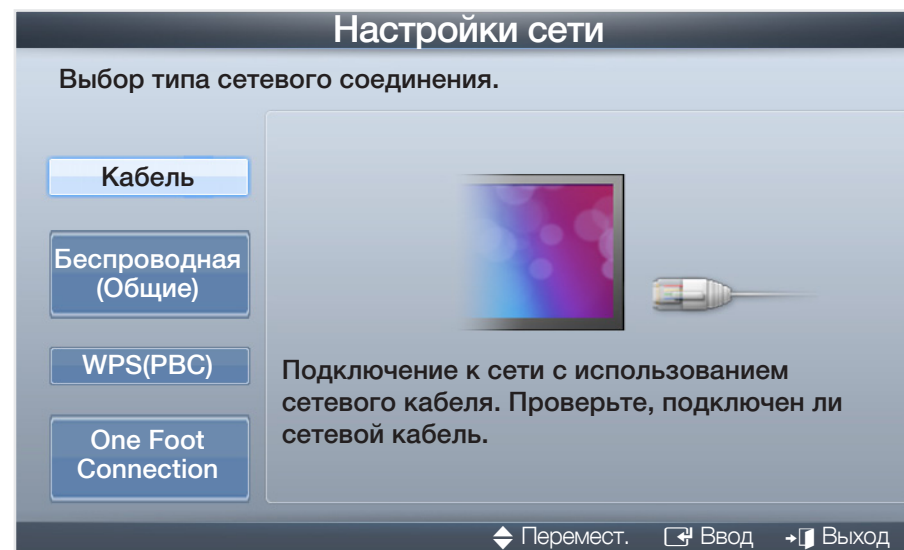 Настройки сети
Выбор типа сетевого соединения.
Кабель
Беспроводная
(Общие)
WPS(PBC)
One Foot
Connection
Подключение к сети с использованием
сетевого кабеля. Проверьте, подключен ли
сетевой кабель.
Перемест. Ввод Выход